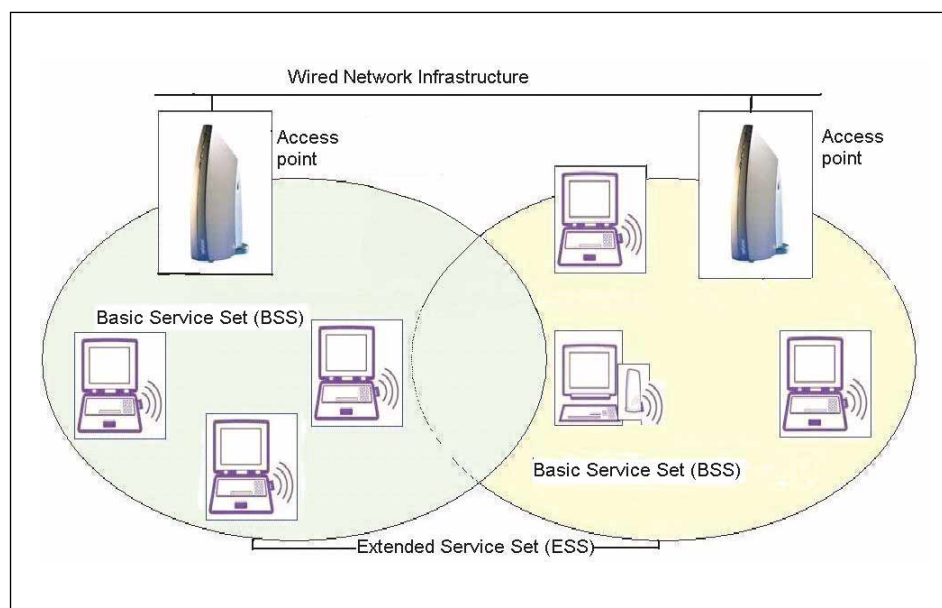 Wired Network Infrastructure
Access
point
Access
point
Basic Service Set (BSS)
Basic Service Set (BSS)
Extended Service Set (ESS)